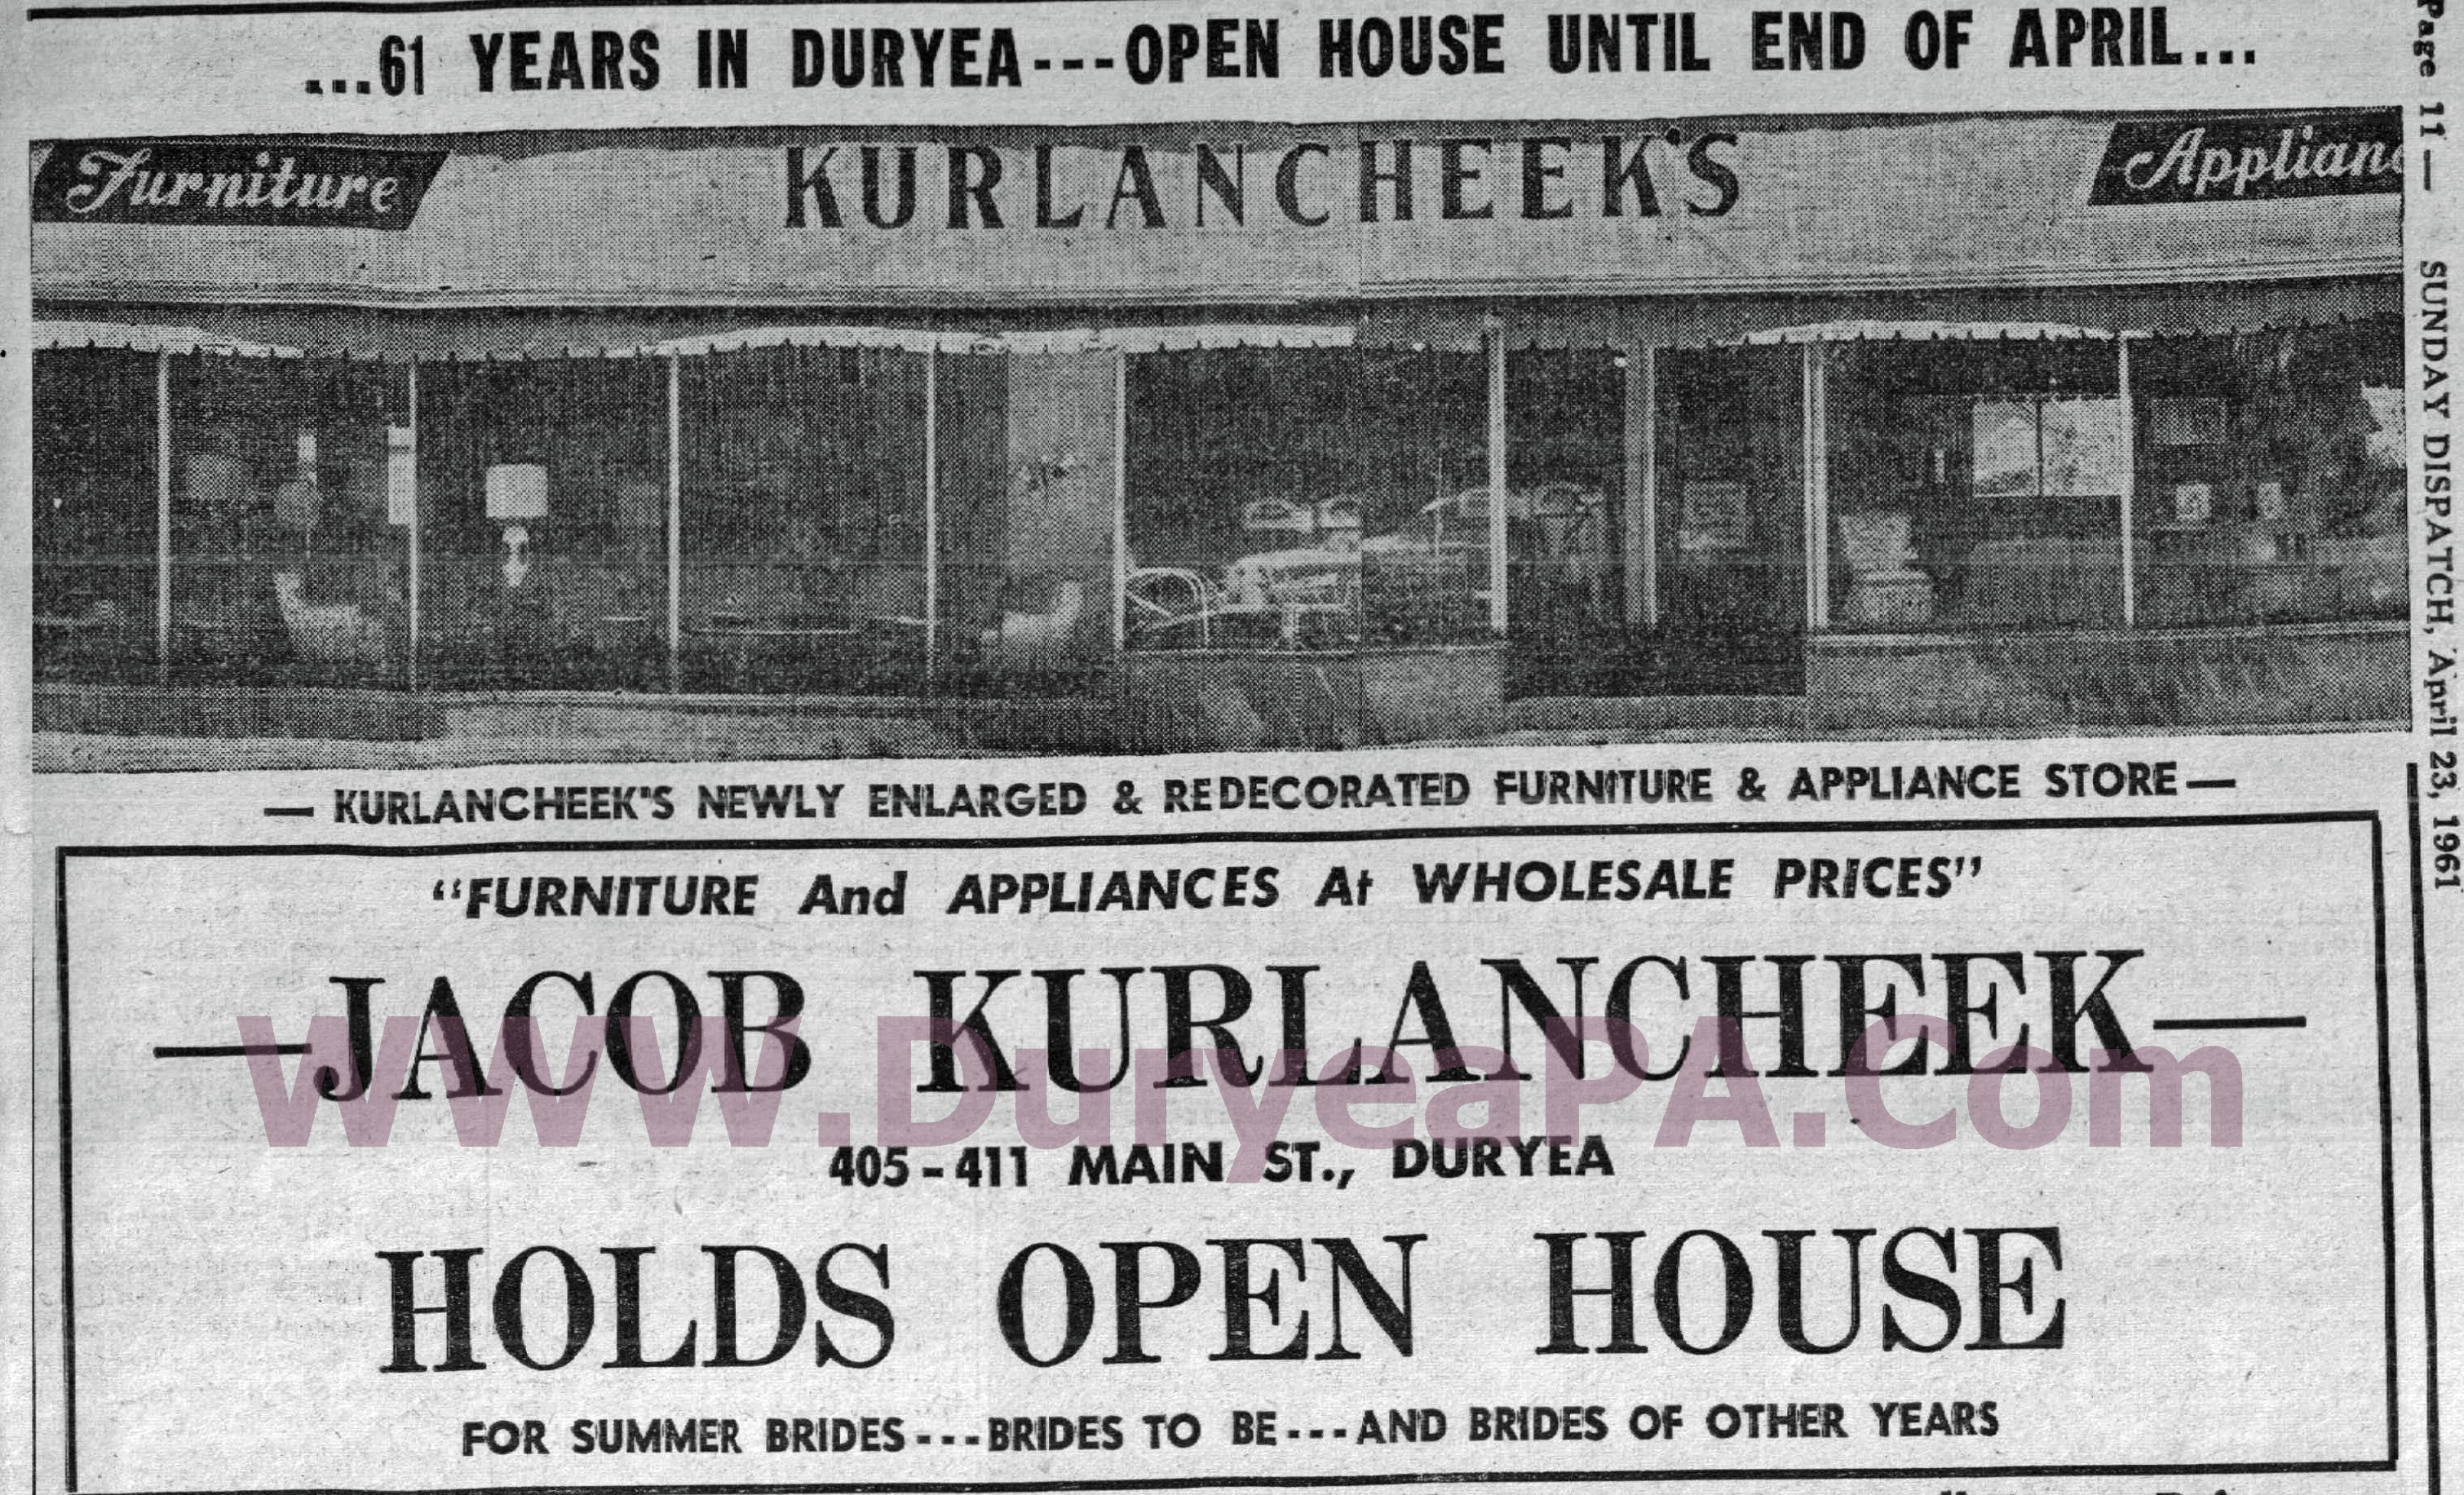 ...61 YEARS IN DURYEA---OPEN HOUSE UNTIL END OF APRIL...
Page 11 — SUNDAY DISPATCH, April 23, 1961
Furniture
KURLANCHEEK'S
Applianc
— KURLANCHEEK'S NEWLY ENLARGED & REDECORATED FURNITURE & APPLIANCE STORE —
"FURNITURE And APPLIANCES At WHOLESALE PRICES"
—JACOB KURLANCHEEK—
WWW.DuryeaPA.Com
405-411 MAIN ST., DURYEA
HOLDS OPEN HOUSE
FOR SUMMER BRIDES---BRIDES TO BE---AND BRIDES OF OTHER YEARS